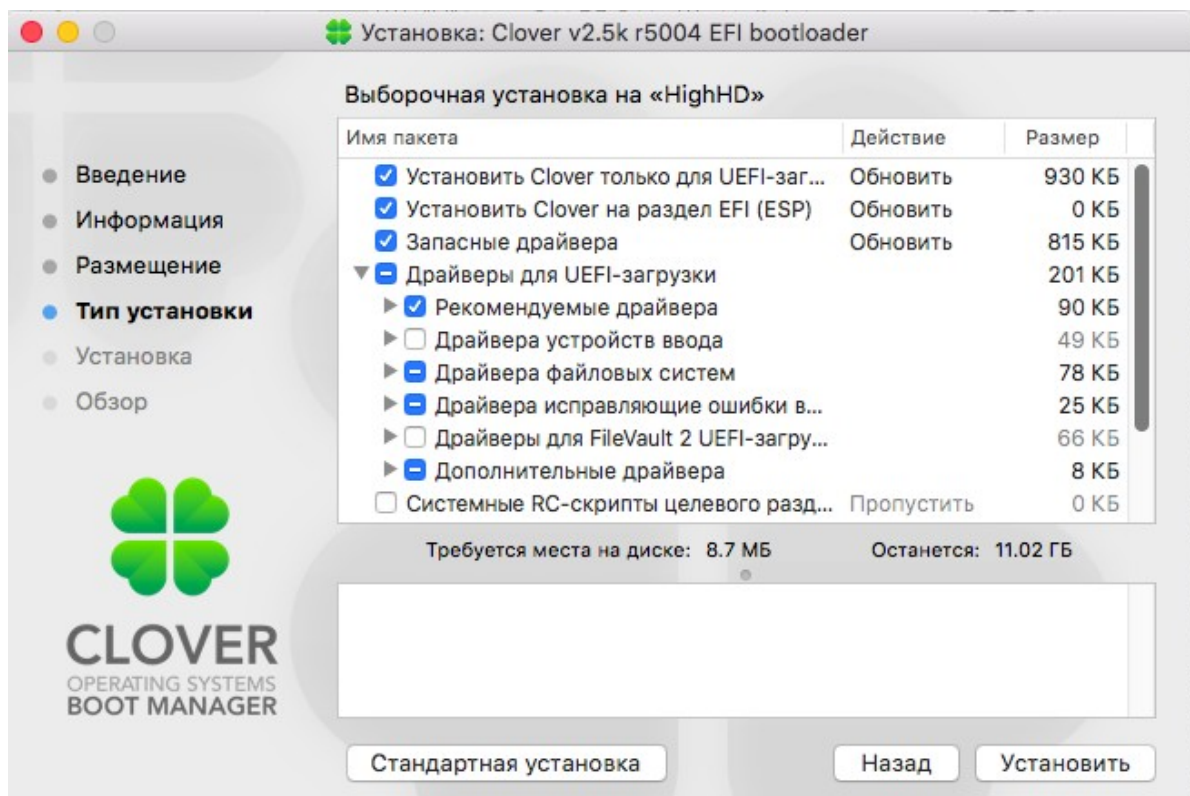 Установка: Clover v2.5k r5004 EFI bootloader
Выборочная установка на «HighHD»
Имя пакета Действие Размер
Введение
Информация
Размещение
Тип установки
Установка
Обзор
Установить Clover только для UEFI-заг... Обновить 930 КБ
Установить Clover на раздел EFI (ESP) Обновить 0 КБ
Запасные драйвера Обновить 815 КБ
Драйверы для UEFI-загрузки 201 КБ
Рекомендуемые драйвера 90 КБ
Драйвера устройств ввода 49 КБ
Драйвера файловых систем 78 КБ
Драйвера исправляющие ошибки в... 25 КБ
Драйверы для FileVault 2 UEFI-загру... 66 КБ
Дополнительные драйвера 8 КБ
Системные RC-скрипты целевого разд... Пропустить 0 КБ
Требуется места на диске: 8.7 МБ Останется: 11.02 ГБ
CLOVER
OPERATING SYSTEMS
BOOT MANAGER
Стандартная установка Назад Установить